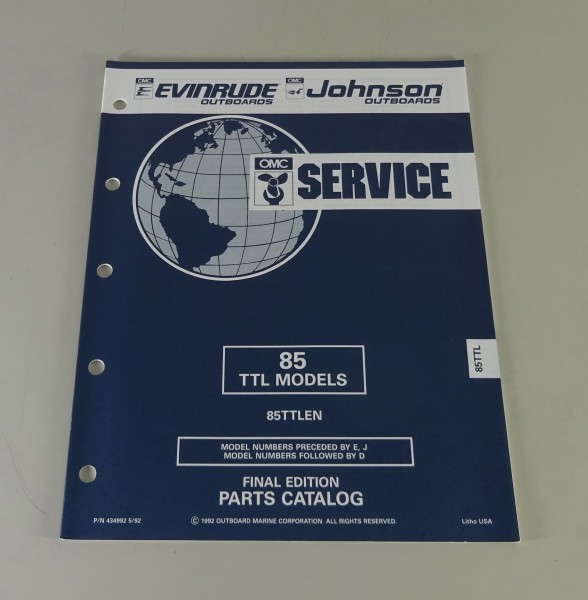 OMC EVINRUDE OUTBOARDS OMC Johnson OUTBOARDS
OMC SERVICE
85
TTL MODELS
85TTL
85TTLEN
MODEL NUMBERS PRECEDED BY E, J
MODEL NUMBERS FOLLOWED BY D
FINAL EDITION
PARTS CATALOG
P/N 434992 5/92 © 1992 OUTBOARD MARINE CORPORATION. ALL RIGHTS RESERVED. Litho USA